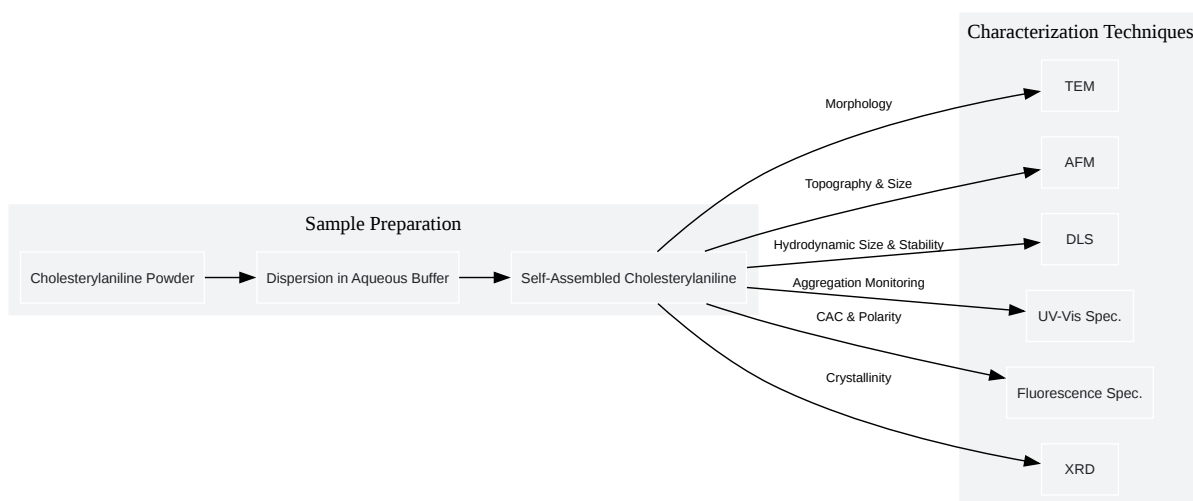 Sample Preparation
Cholesterylaniline Powder
Dispersion in Aqueous Buffer
Self-Assembled Cholesterylaniline
Morphology
Topography & Size
Hydrodynamic Size & Stability
Aggregation Monitoring
CAC & Polarity
Crystallinity
Characterization Techniques
TEM
AFM
DLS
UV-Vis Spec.
Fluorescence Spec.
XRD